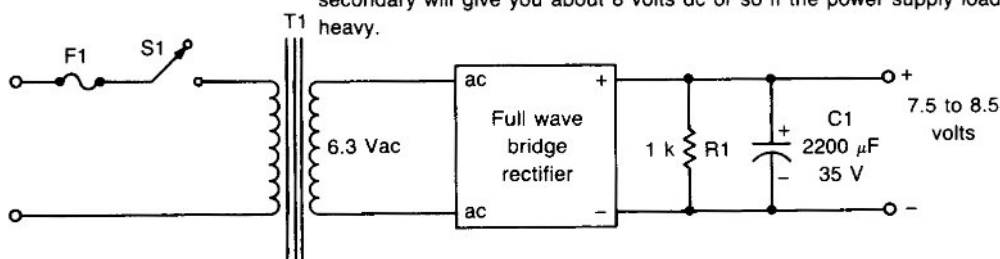 secondary will give you about 8 volts dc or so if the power supply load
heavy.
T1
F1
S1
6.3 Vac
ac
+
Full wave
bridge
rectifier
ac
−
1 k
R1
+
C1
2200 μF
35 V
−
+
7.5 to 8.5
volts
−